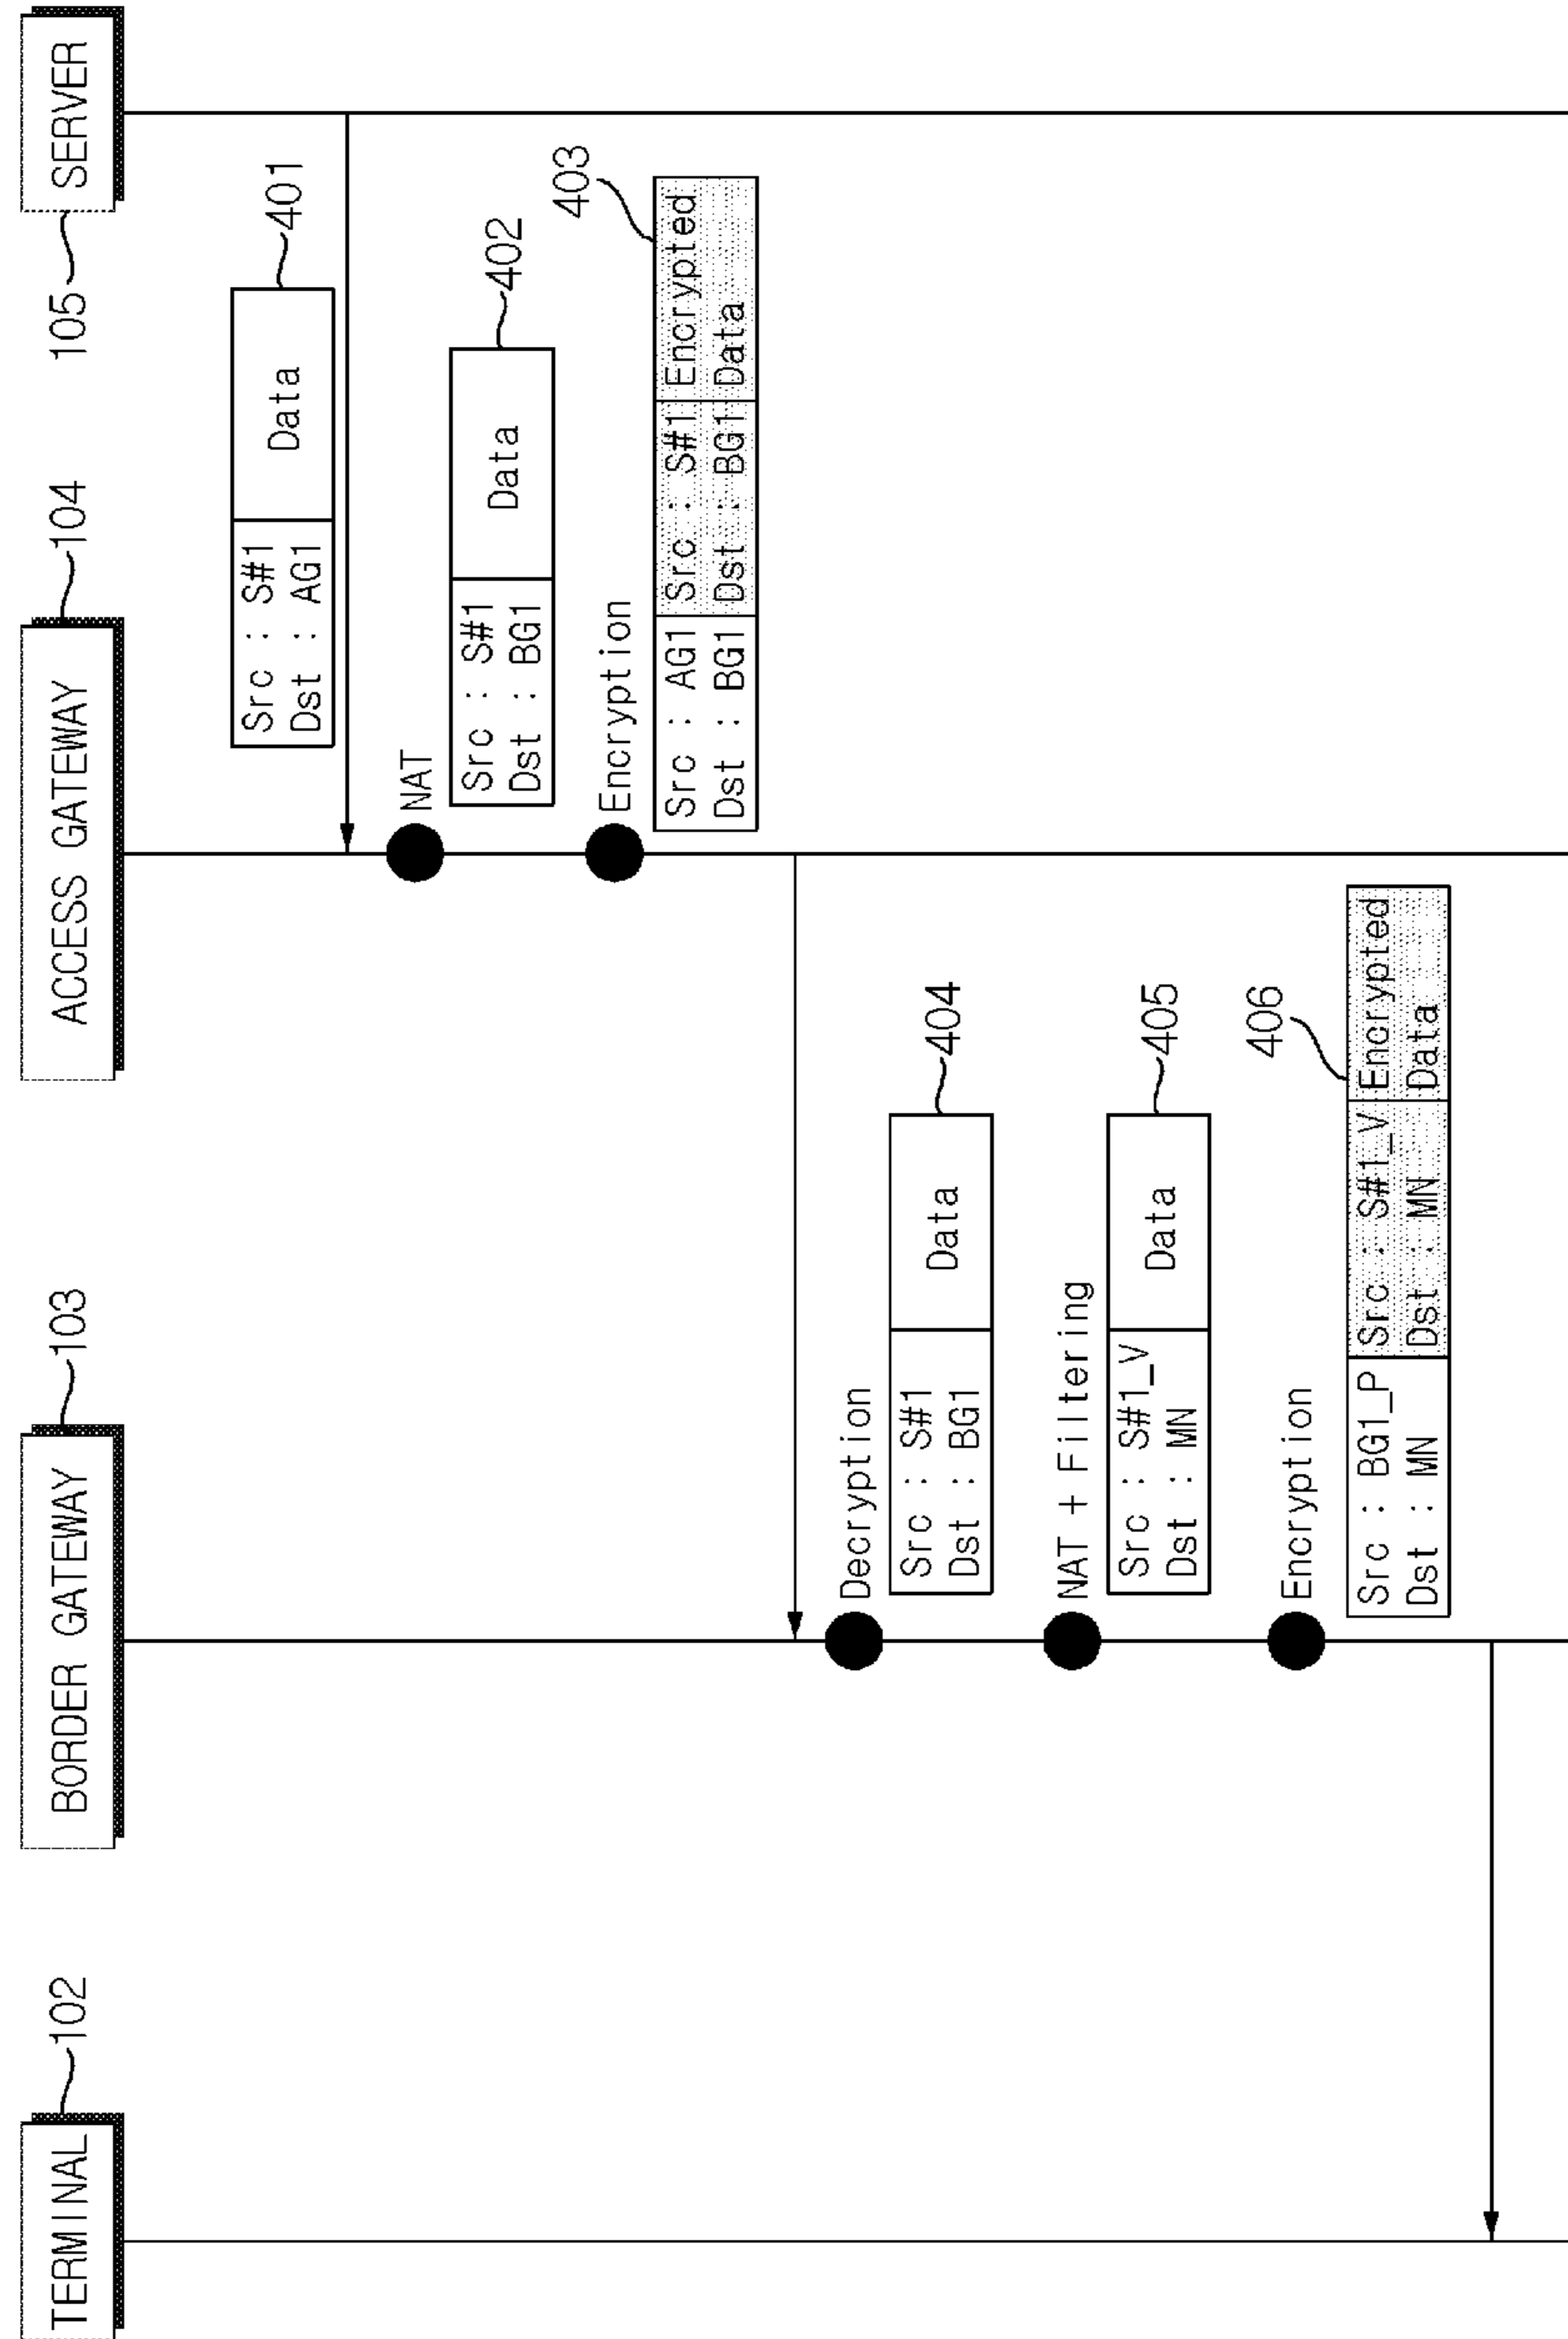 TERMINAL
102
BORDER GATEWAY
103
ACCESS GATEWAY
104
SERVER
105
Src : S#1
Dst : AG1
Data
401
NAT
Src : S#1
Dst : BG1
Data
402
Encryption
403
Src : AG1
Dst : BG1
Src : S#1
Dst : BG1
Encrypted
Data
Decryption
Src : S#1
Dst : BG1
Data
404
NAT + Filtering
Src : S#1_V
Dst : MN
Data
405
Encryption
406
Src : BG1_P
Dst : MN
Src : S#1_V
Dst : MN
Encrypted
Data